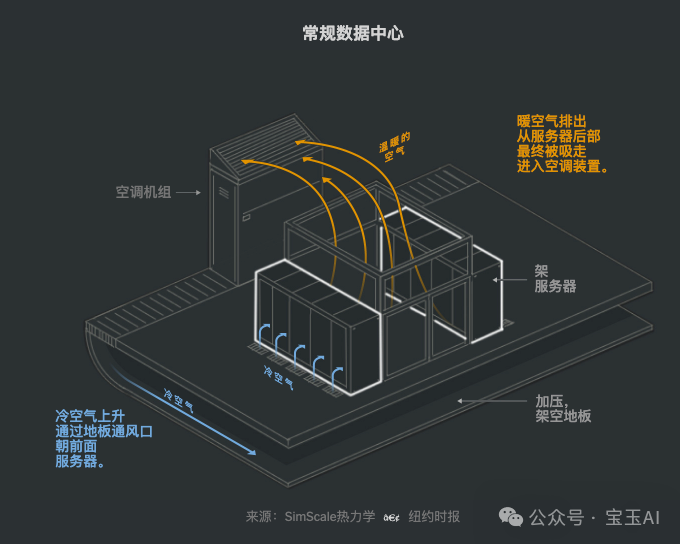 常规数据中心
温暖的
空气
暖空气排出
从服务器后部
最终被吸走
进入空调装置。
空调机组
架
服务器
冷空气
冷空气
加压，
架空地板
冷空气上升
通过地板通风口
朝前面
服务器。
来源：SimScale热力学 â€¢ 纽约时报
公众号 · 宝玉AI